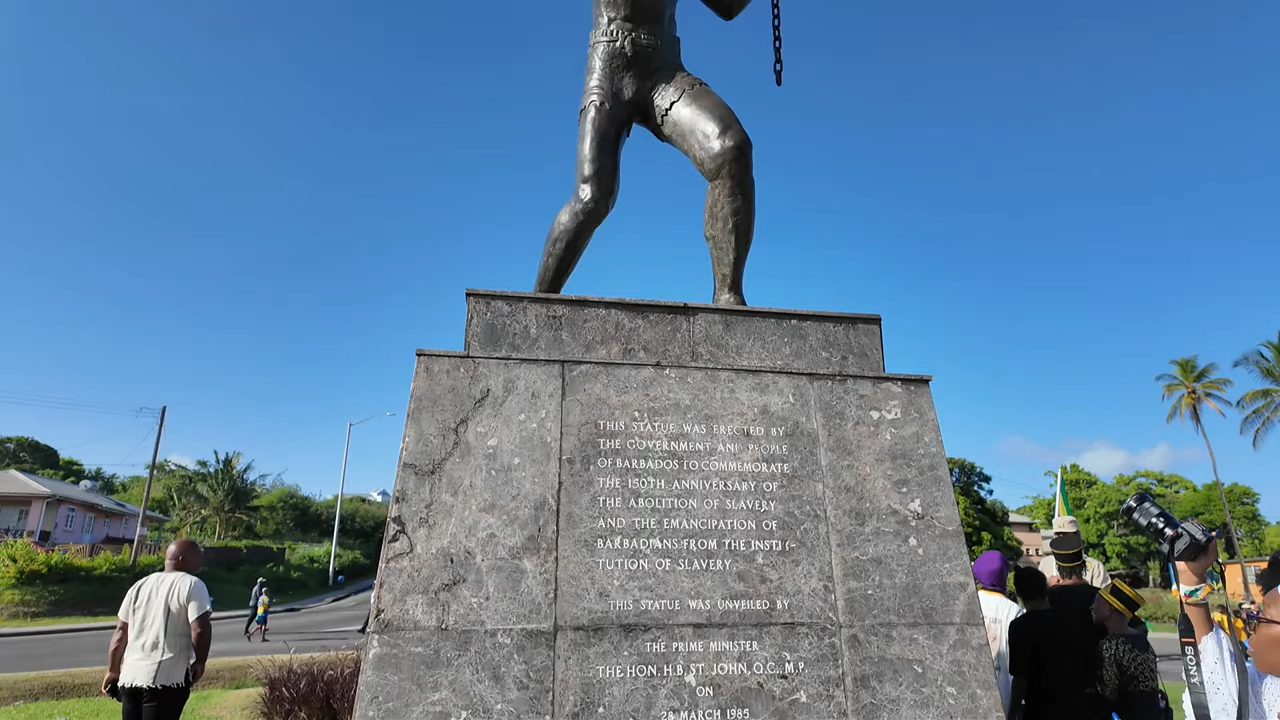 THIS STATUE WAS ERECTED BY
THE GOVERNMENT AND PEOPLE
OF BARBADOS TO COMMEMORATE
THE 150TH. ANNIVERSARY OF
THE ABOLITION OF SLAVERY
AND THE EMANCIPATION OF
BARBADIANS FROM THE INSTI-
TUTION OF SLAVERY.
THIS STATUE WAS UNVEILED BY
THE PRIME MINISTER
THE HON. H.B. ST. JOHN, Q.C., M.P.
ON
28 MARCH 1985
SONY